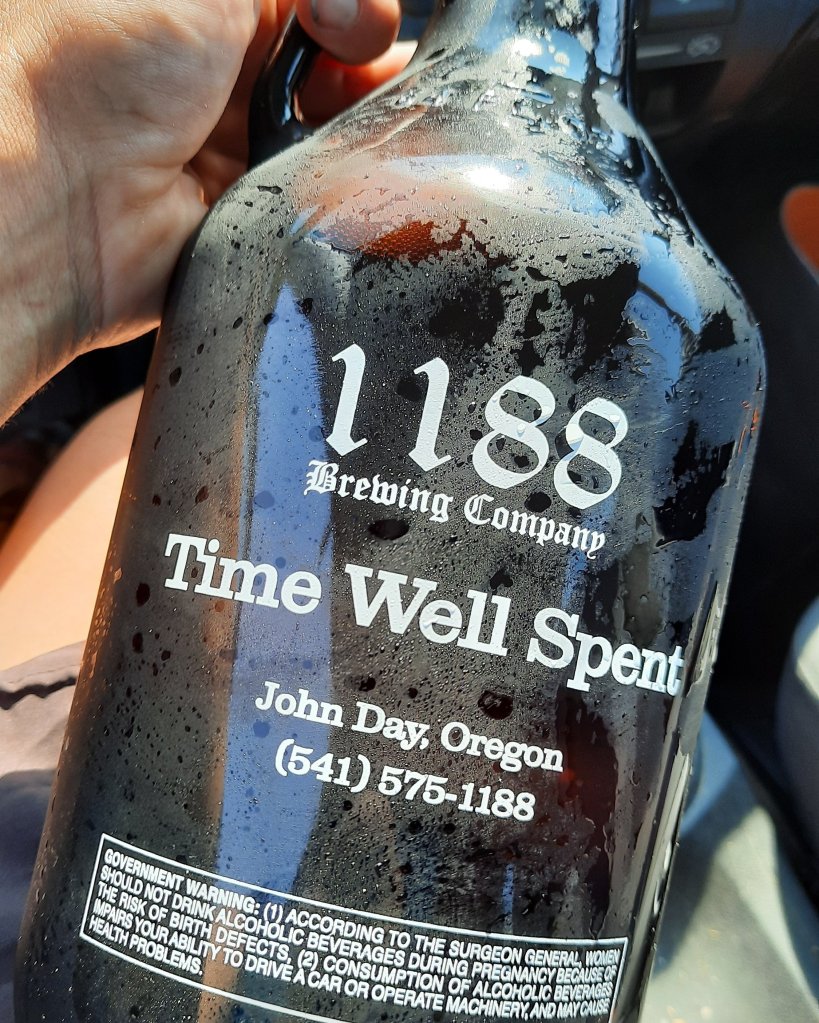 1188
Brewing Company
Time Well Spent
John Day, Oregon
(541) 575-1188
GOVERNMENT WARNING: (1) ACCORDING TO THE SURGEON GENERAL, WOMEN
SHOULD NOT DRINK ALCOHOLIC BEVERAGES DURING PREGNANCY BECAUSE OF
THE RISK OF BIRTH DEFECTS, (2) CONSUMPTION OF ALCOHOLIC BEVERAGES
IMPAIRS YOUR ABILITY TO DRIVE A CAR OR OPERATE MACHINERY, AND MAY CAUSE
HEALTH PROBLEMS.